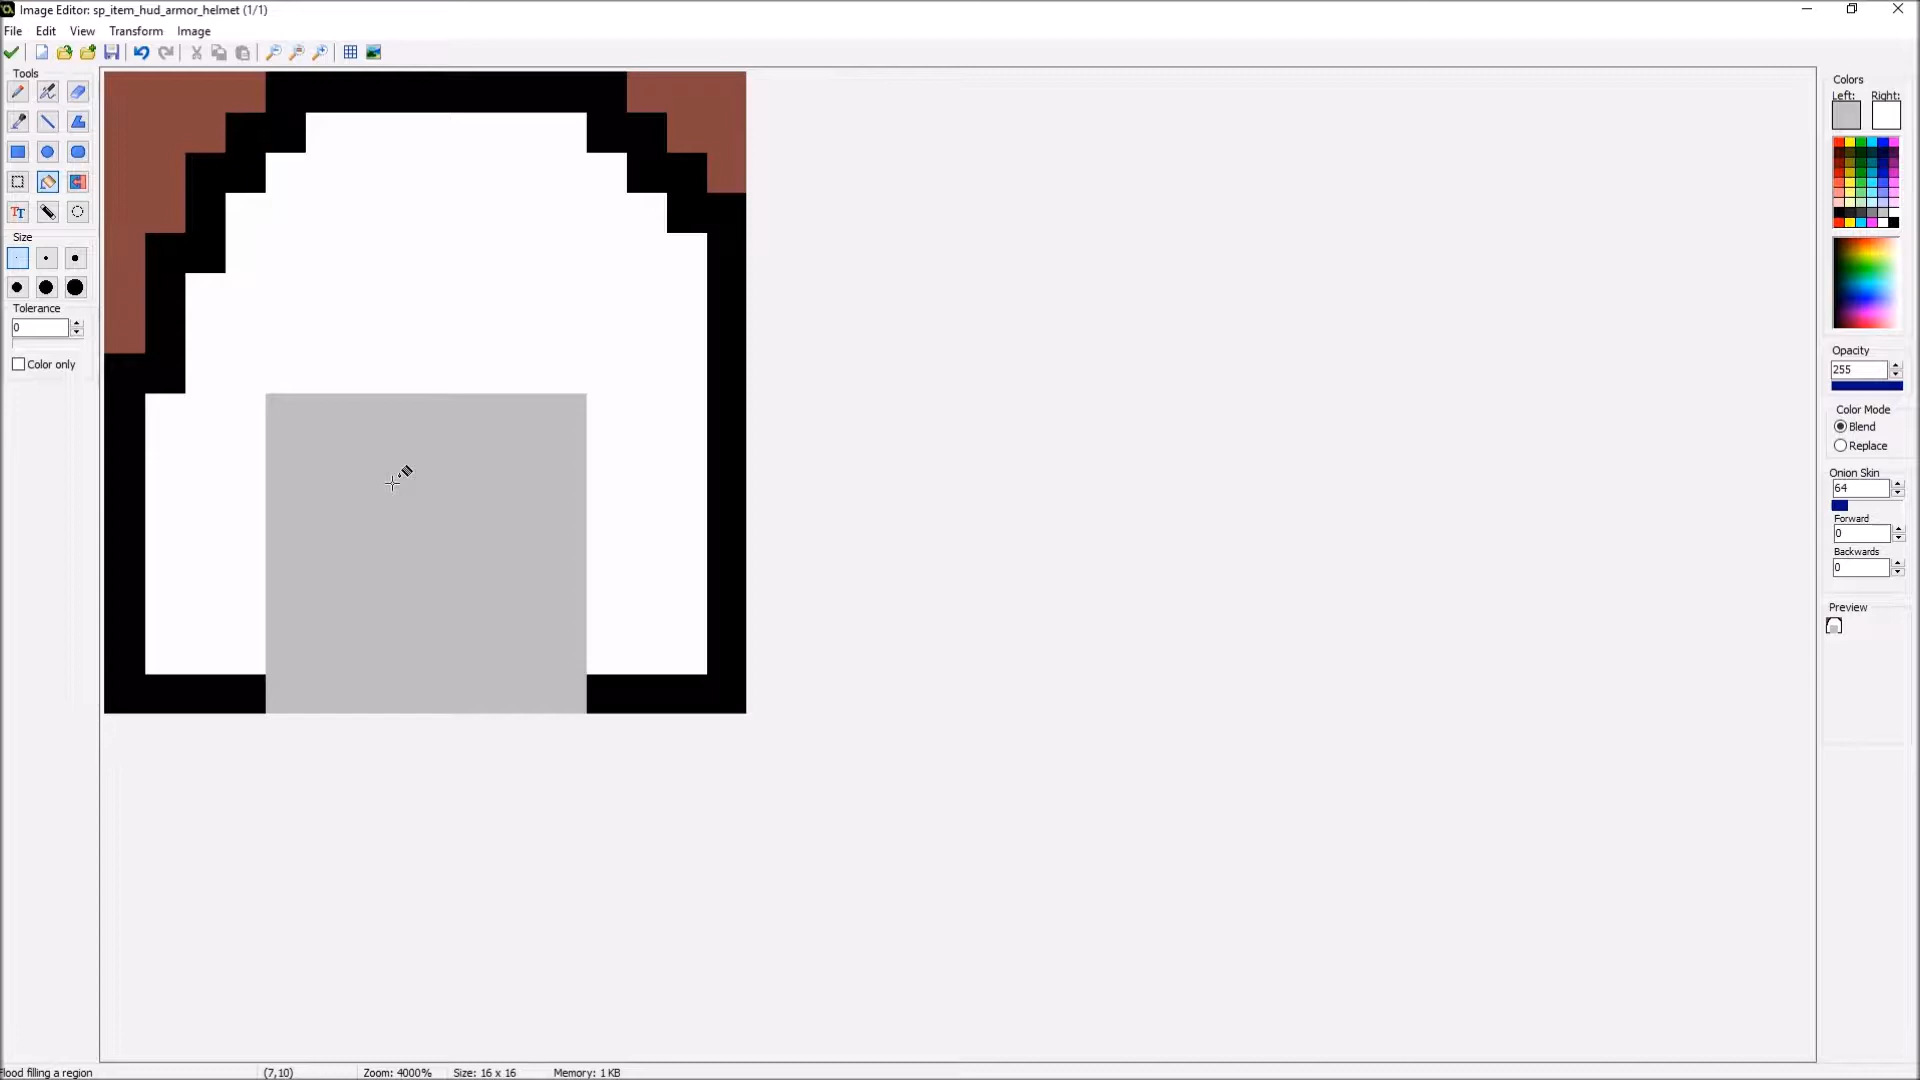 Image Editor: sp_item_hud_armor_helmet (1/1)
File Edit View Transform Image
Tools
TT
Size
Tolerance
0
Color only
Colors
Left: Right:
Opacity
255
Color Mode
Blend
Replace
Onion Skin
64
Forward
0
Backwards
0
Preview
Flood filling a region (7,10) Zoom: 4000% Size: 16 x 16 Memory: 1 KB